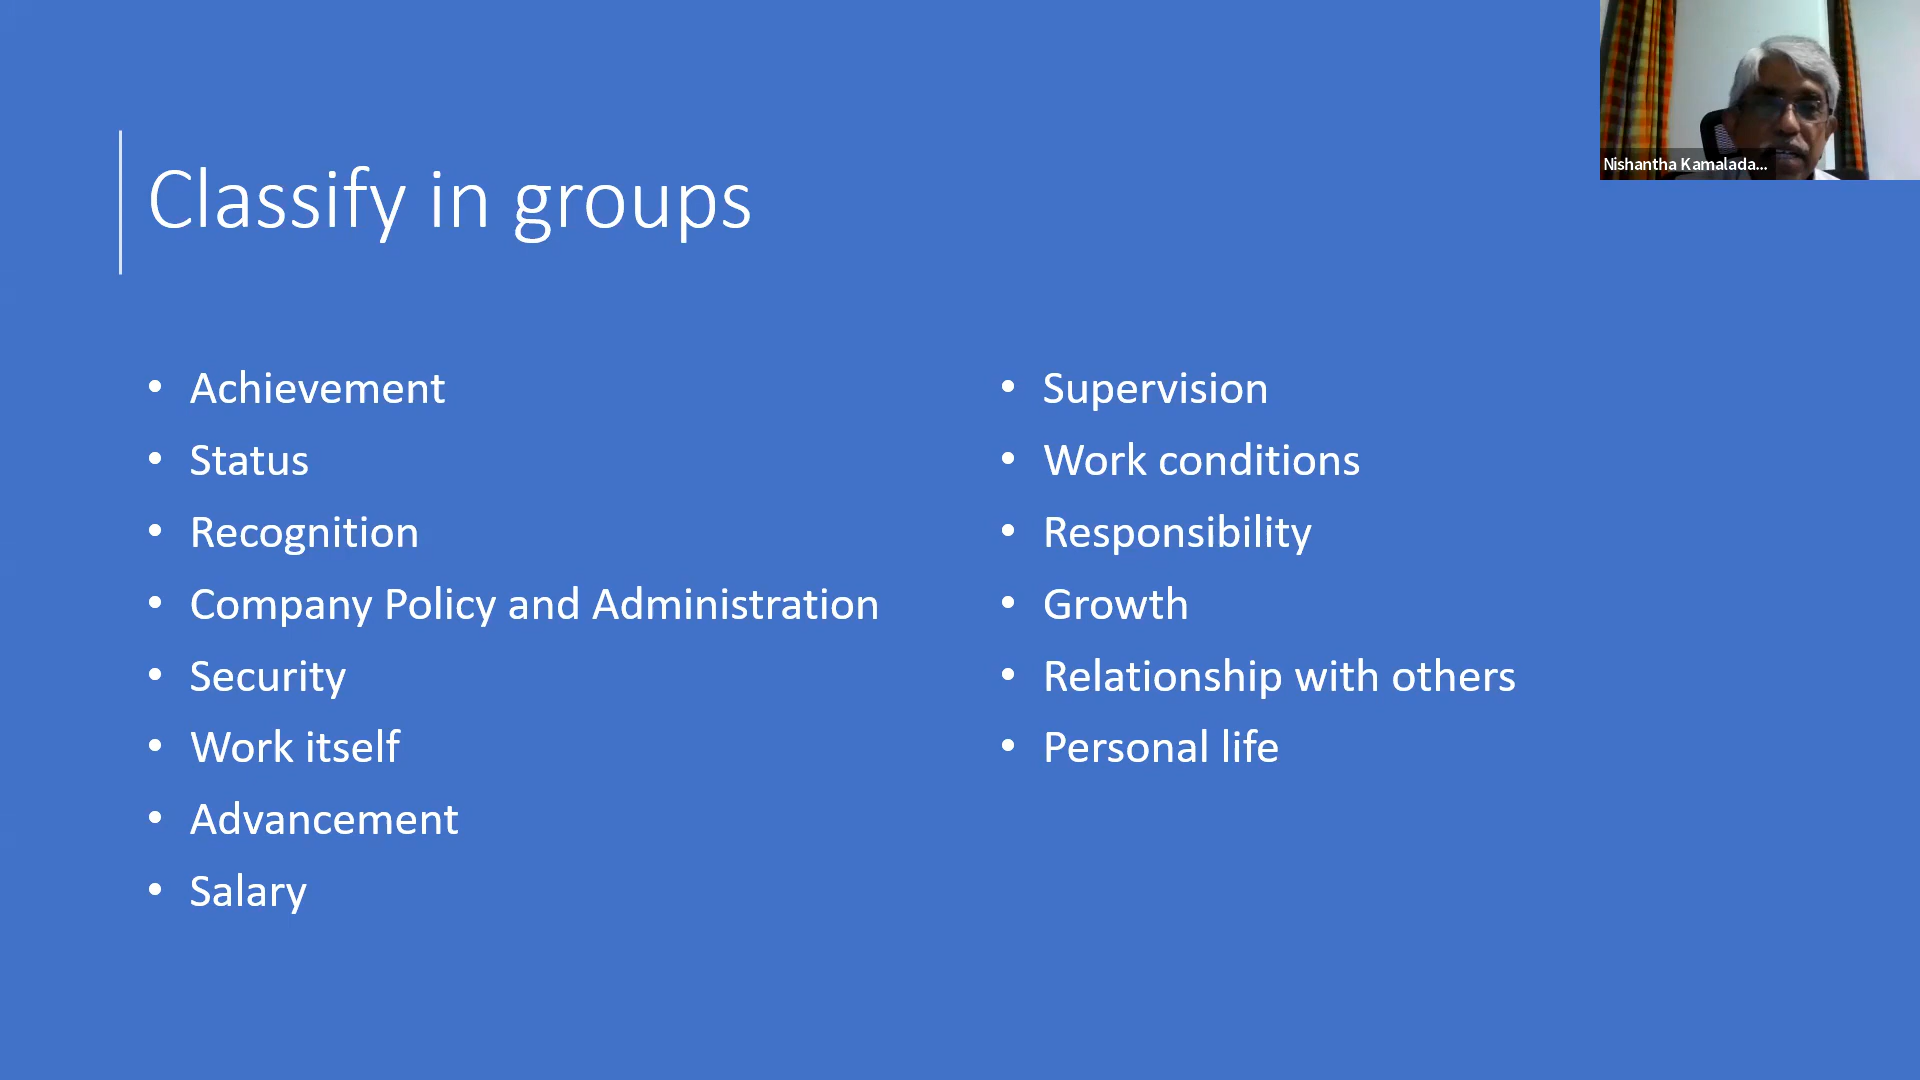 Nishantha Kamalada...
Classify in groups
• Achievement
• Status
• Recognition
• Company Policy and Administration
• Security
• Work itself
• Advancement
• Salary
• Supervision
• Work conditions
• Responsibility
• Growth
• Relationship with others
• Personal life